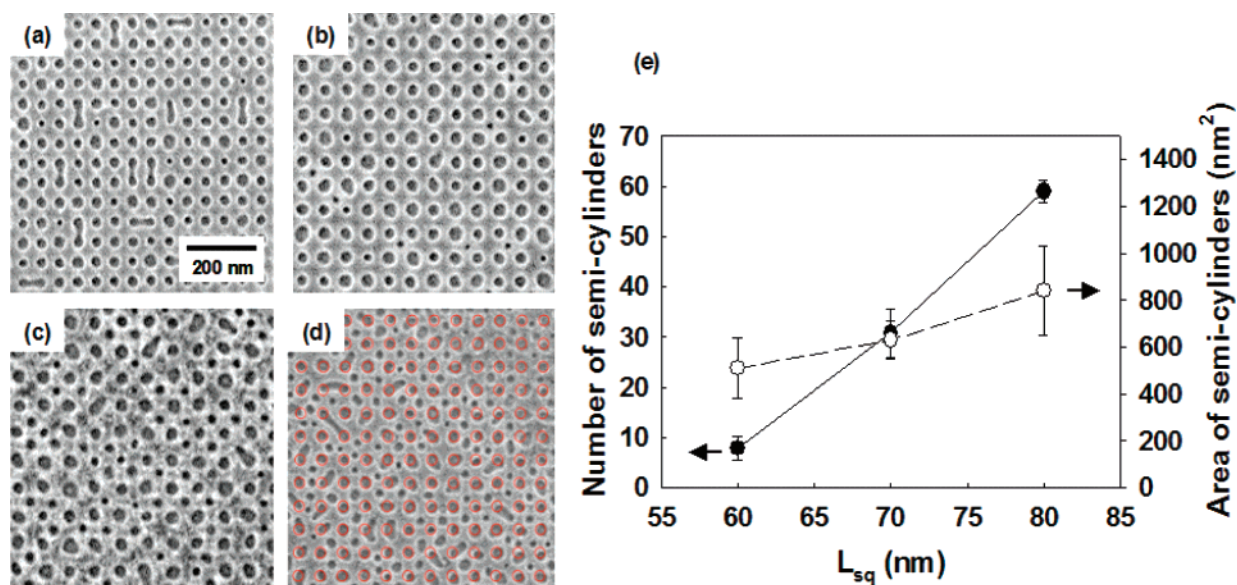 (a)
(b)
200 nm
(c)
(d)
(e)
Number of semi-cylinders
70
60
50
40
30
20
10
0
1400
1200
1000
800
600
400
200
0
Area of semi-cylinders (nm²)
55 60 65 70 75 80 85
L_sq (nm)